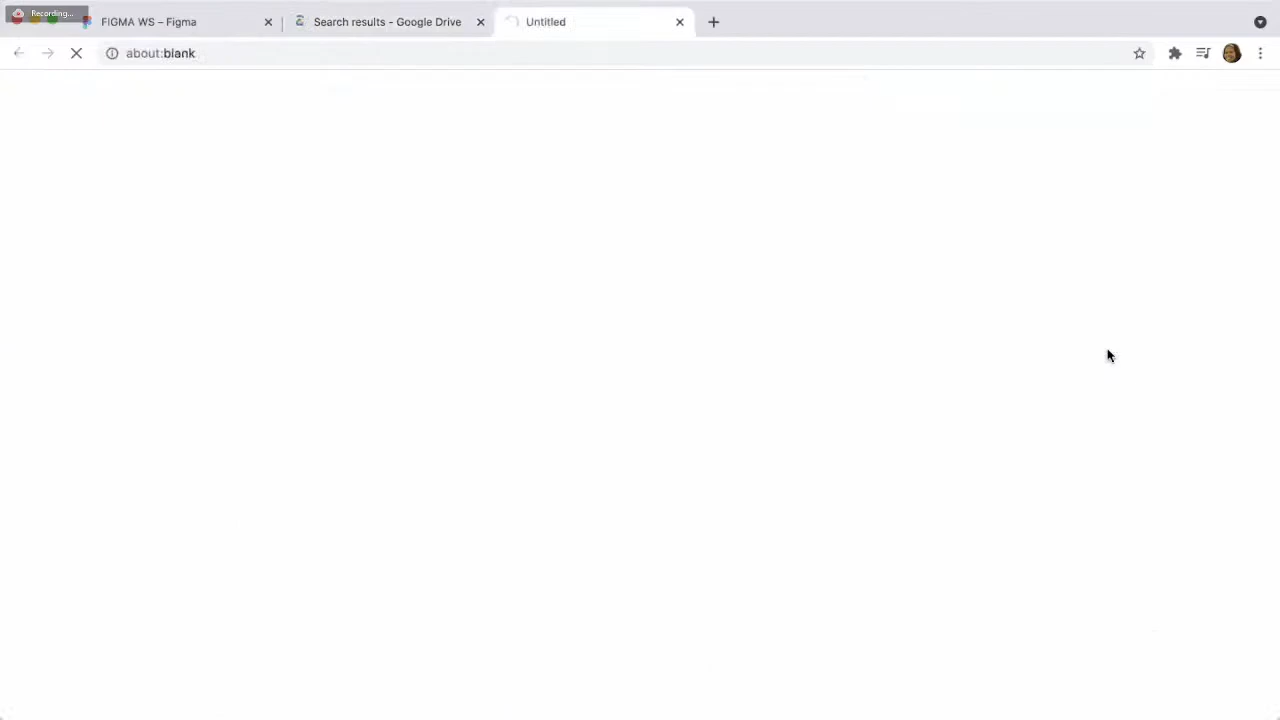 Recording...
FIGMA WS – Figma
Search results - Google Drive
Untitled
about:blank